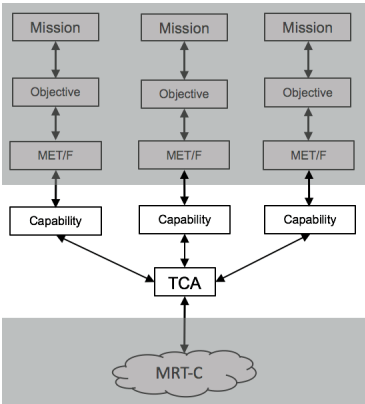 Mission Mission Mission
Objective Objective Objective
MET/F MET/F MET/F
Capability Capability Capability
TCA
MRT-C